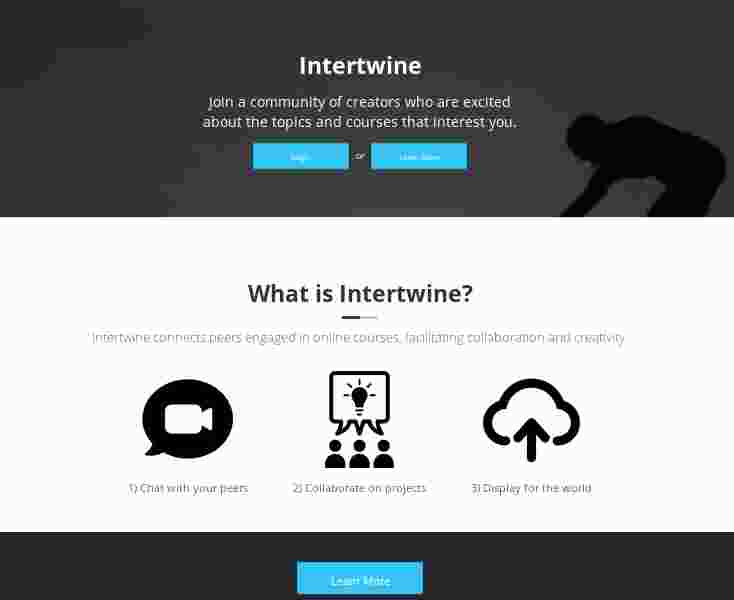 Intertwine
Join a community of creators who are excited
about the topics and courses that interest you.
or Learn More
What is Intertwine?
Intertwine connects peers engaged in online courses, facilitating collaboration and creativity
1) Chat with your peers 2) Collaborate on projects 3) Display for the world
Learn More